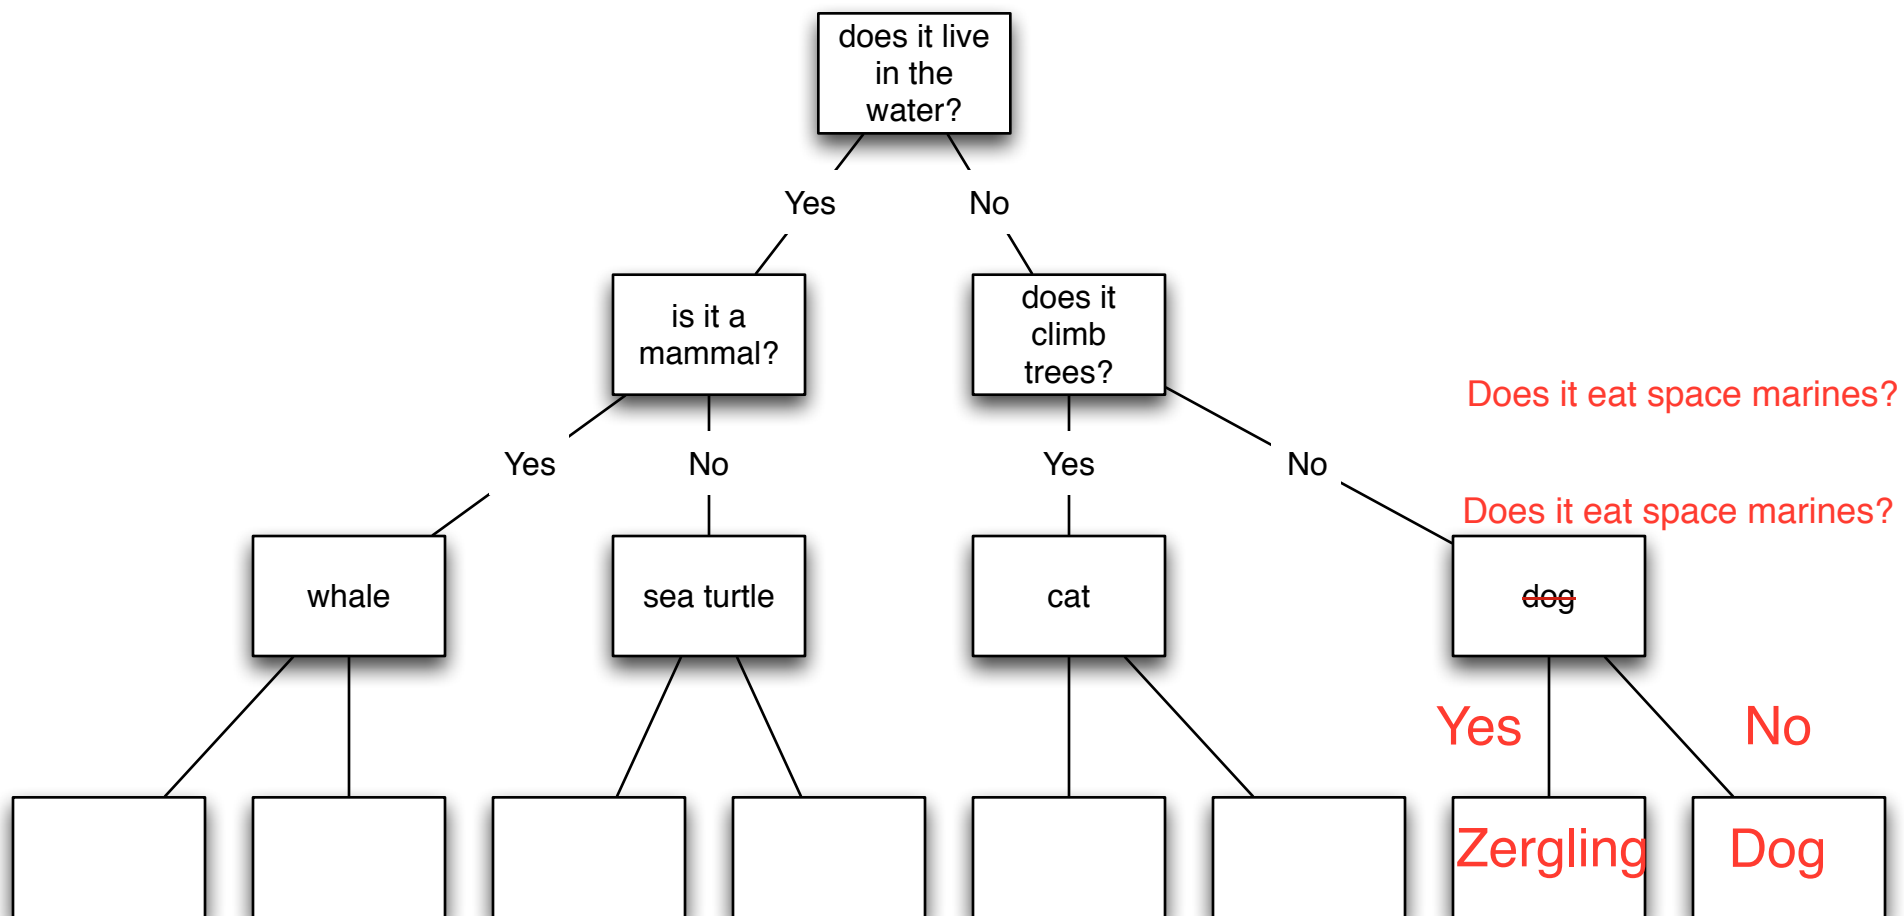 does it live
in the
water?
Yes
No
is it a
mammal?
does it
climb
trees?
Does it eat space marines?
Yes
No
Yes
No
Does it eat space marines?
whale
sea turtle
cat
dog
Yes
No
Zergling
Dog